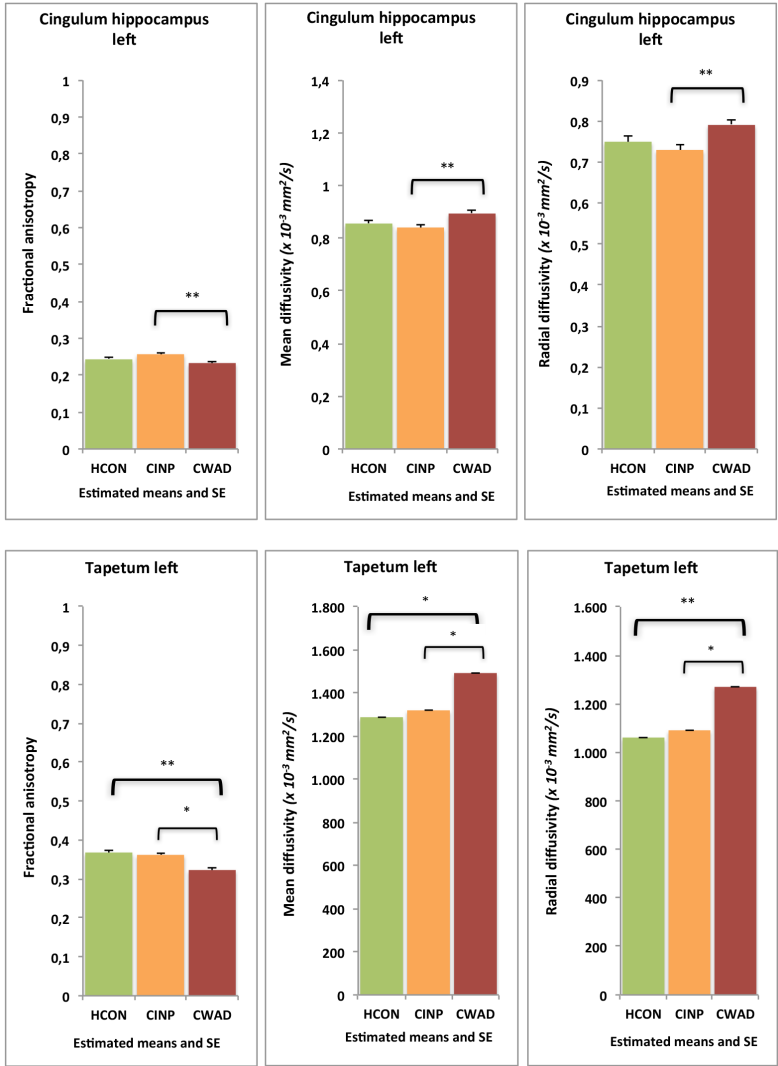 Cingulum hippocampus
left
Fractional anisotropy
1
0,9
0,8
0,7
0,6
0,5
0,4
0,3
0,2
0,1
0
**
HCON CINP CWAD
Estimated means and SE
Cingulum hippocampus
left
Mean diffusivity (x 10-3 mm2/s)
1,4
1,2
1
0,8
0,6
0,4
0,2
0
**
HCON CINP CWAD
Estimated means and SE
Cingulum hippocampus
left
Radial diffusivity (x 10-3 mm2/s)
0,9
0,8
0,7
0,6
0,5
0,4
0,3
0,2
0,1
0
**
HCON CINP CWAD
Estimated means and SE
Tapetum left
Fractional anisotropy
1
0,9
0,8
0,7
0,6
0,5
0,4
0,3
0,2
0,1
0
**
*
HCON CINP CWAD
Estimated means and SE
Tapetum left
Mean diffusivity (x 10-3 mm2/s)
1.800
1.600
1.400
1.200
1.000
800
600
400
200
0
*
*
HCON CINP CWAD
Estimated means and SE
Tapetum left
Radial diffusivity (x 10-3 mm2/s)
1.600
1.400
1.200
1.000
800
600
400
200
0
**
*
HCON CINP CWAD
Estimated means and SE